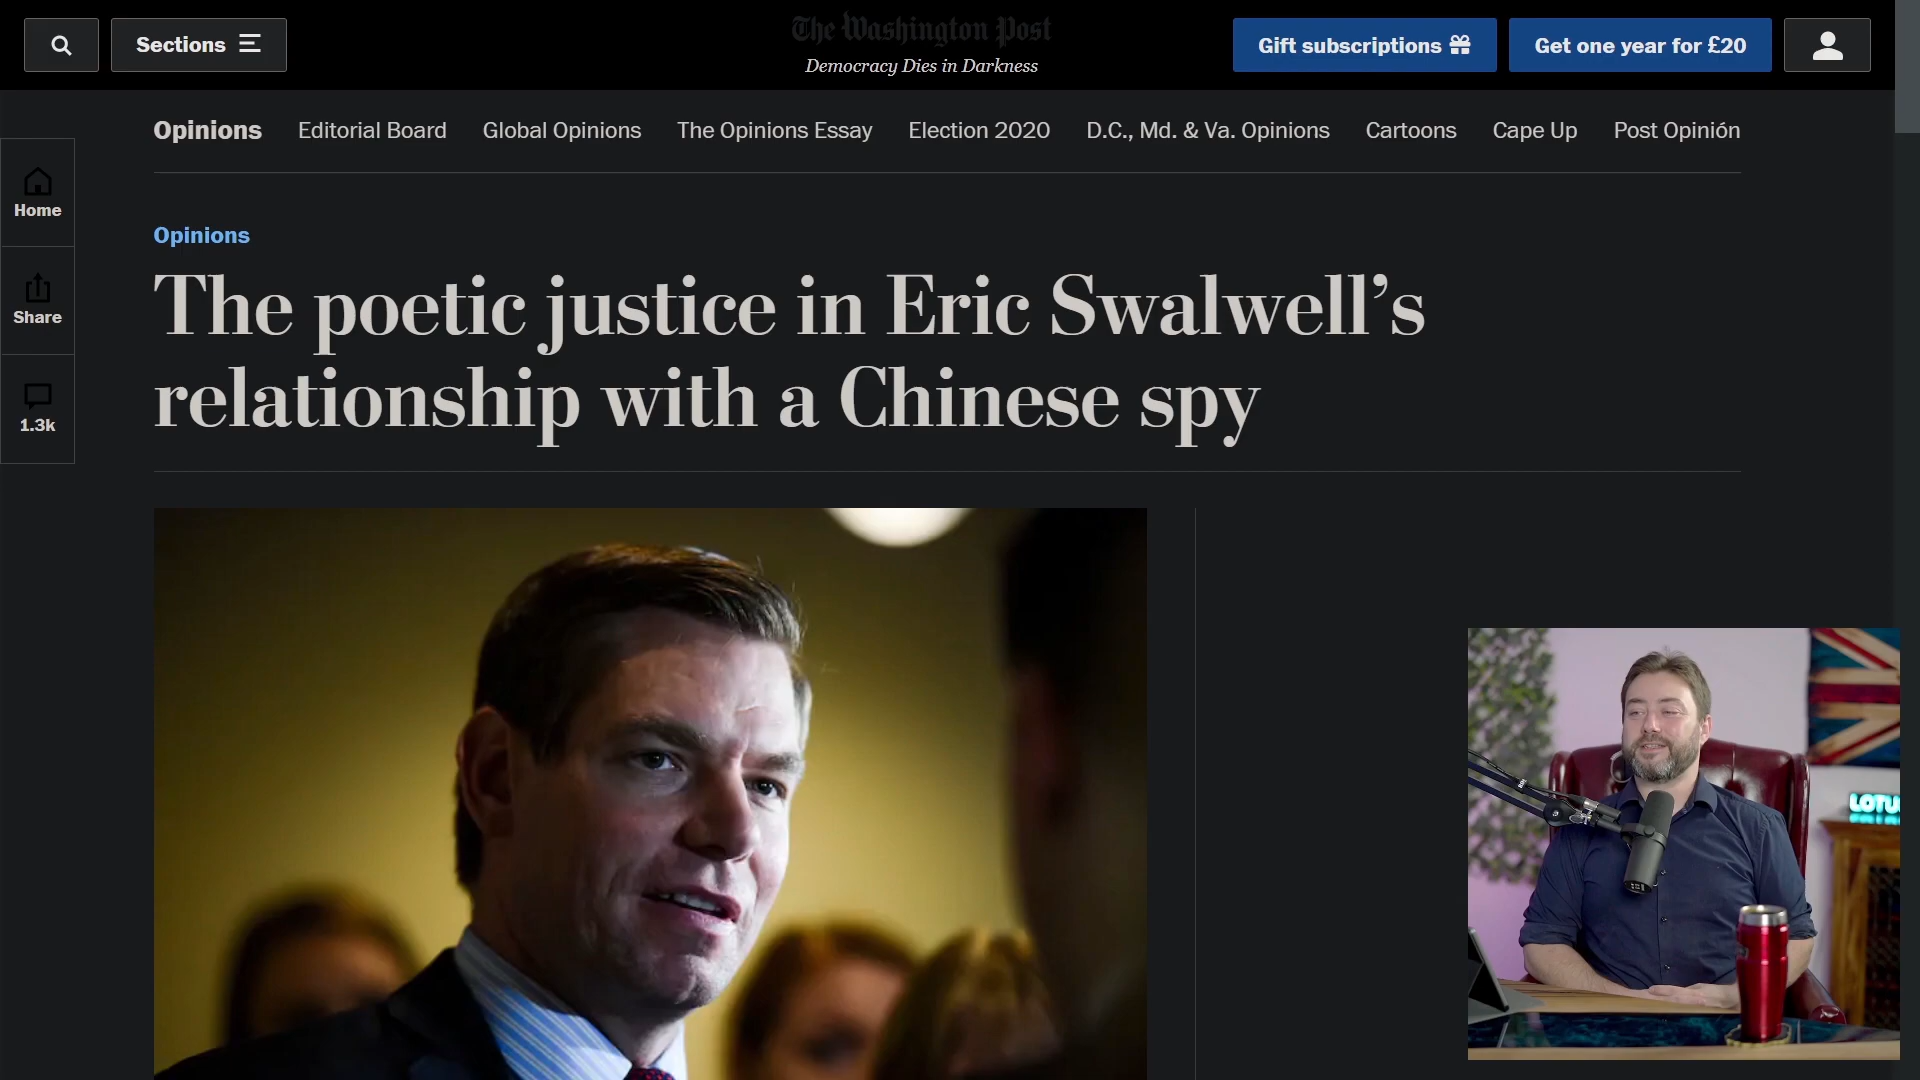 Sections
The Washington Post
Democracy Dies in Darkness
Gift subscriptions
Get one year for £20
Opinions
Editorial Board
Global Opinions
The Opinions Essay
Election 2020
D.C., Md. & Va. Opinions
Cartoons
Cape Up
Post Opinión
Home
Share
1.3k
Opinions
The poetic justice in Eric Swalwell’s
relationship with a Chinese spy